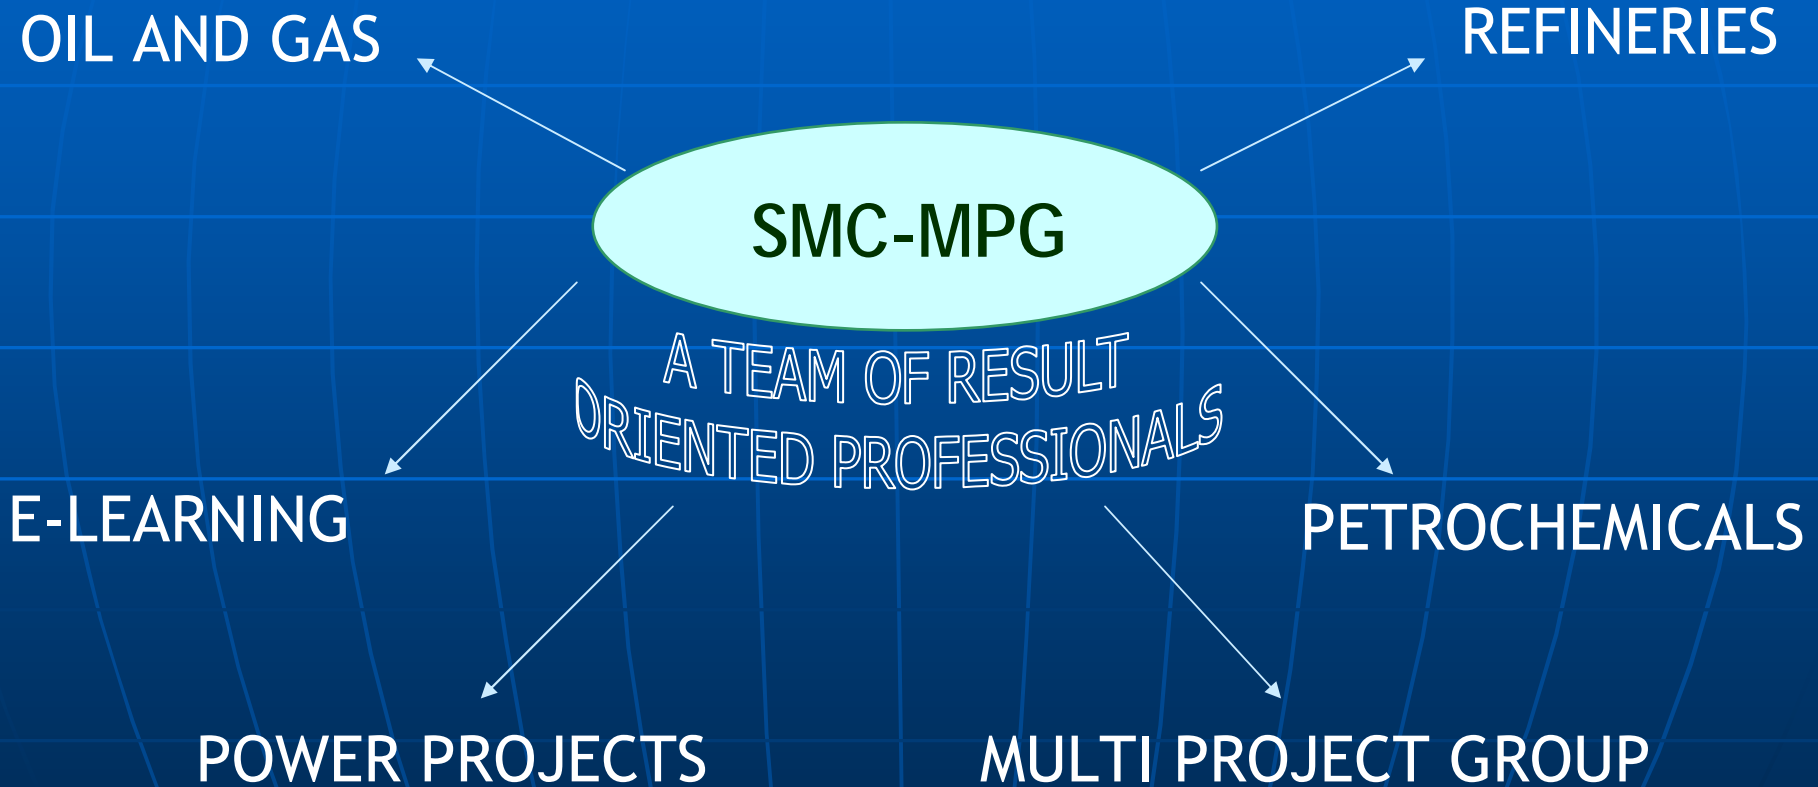 OIL AND GAS
REFINERIES
SMC-MPG
A TEAM OF RESULT
ORIENTED PROFESSIONALS
E-LEARNING
PETROCHEMICALS
POWER PROJECTS
MULTI PROJECT GROUP